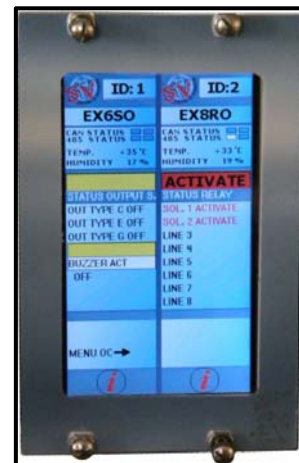 ID: 1
EX6SO
CAN STATUS
485 STATUS
TEMP. +35°C
HUMIDITY 17 %
STATUS OUTPUT S.
OUT TYPE C OFF
OUT TYPE E OFF
OUT TYPE G OFF
BUZZER ACT
OFF
MENU OC
i
ID:2
EX8RO
CAN STATUS
485 STATUS
TEMP. +33°C
HUMIDITY 19 %
ACTIVATE
STATUS RELAY
SOL. 1 ACTIVATE
SOL. 2 ACTIVATE
LINE 3
LINE 4
LINE 5
LINE 6
LINE 7
LINE 8
i